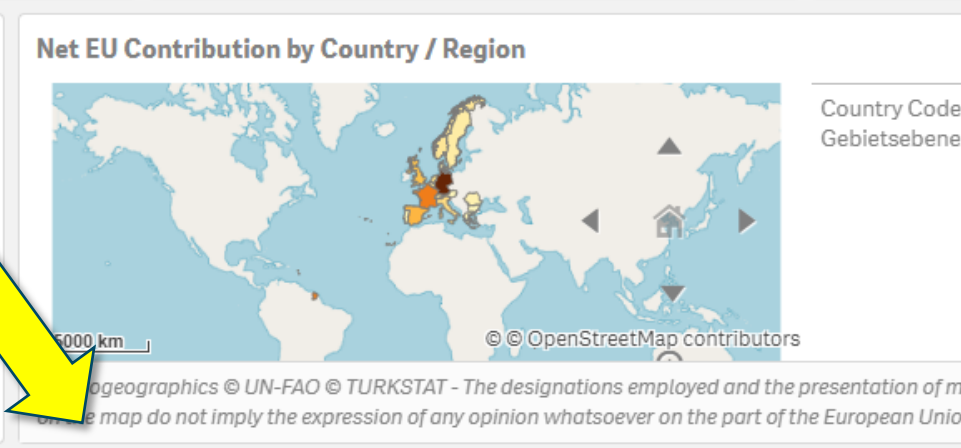 Net EU Contribution by Country / Region
Country Code
Gebietsebene
5000 km
© © OpenStreetMap contributors
ogeographics © UN-FAO © TURKSTAT - The designations employed and the presentation of m
map do not imply the expression of any opinion whatsoever on the part of the European Unio